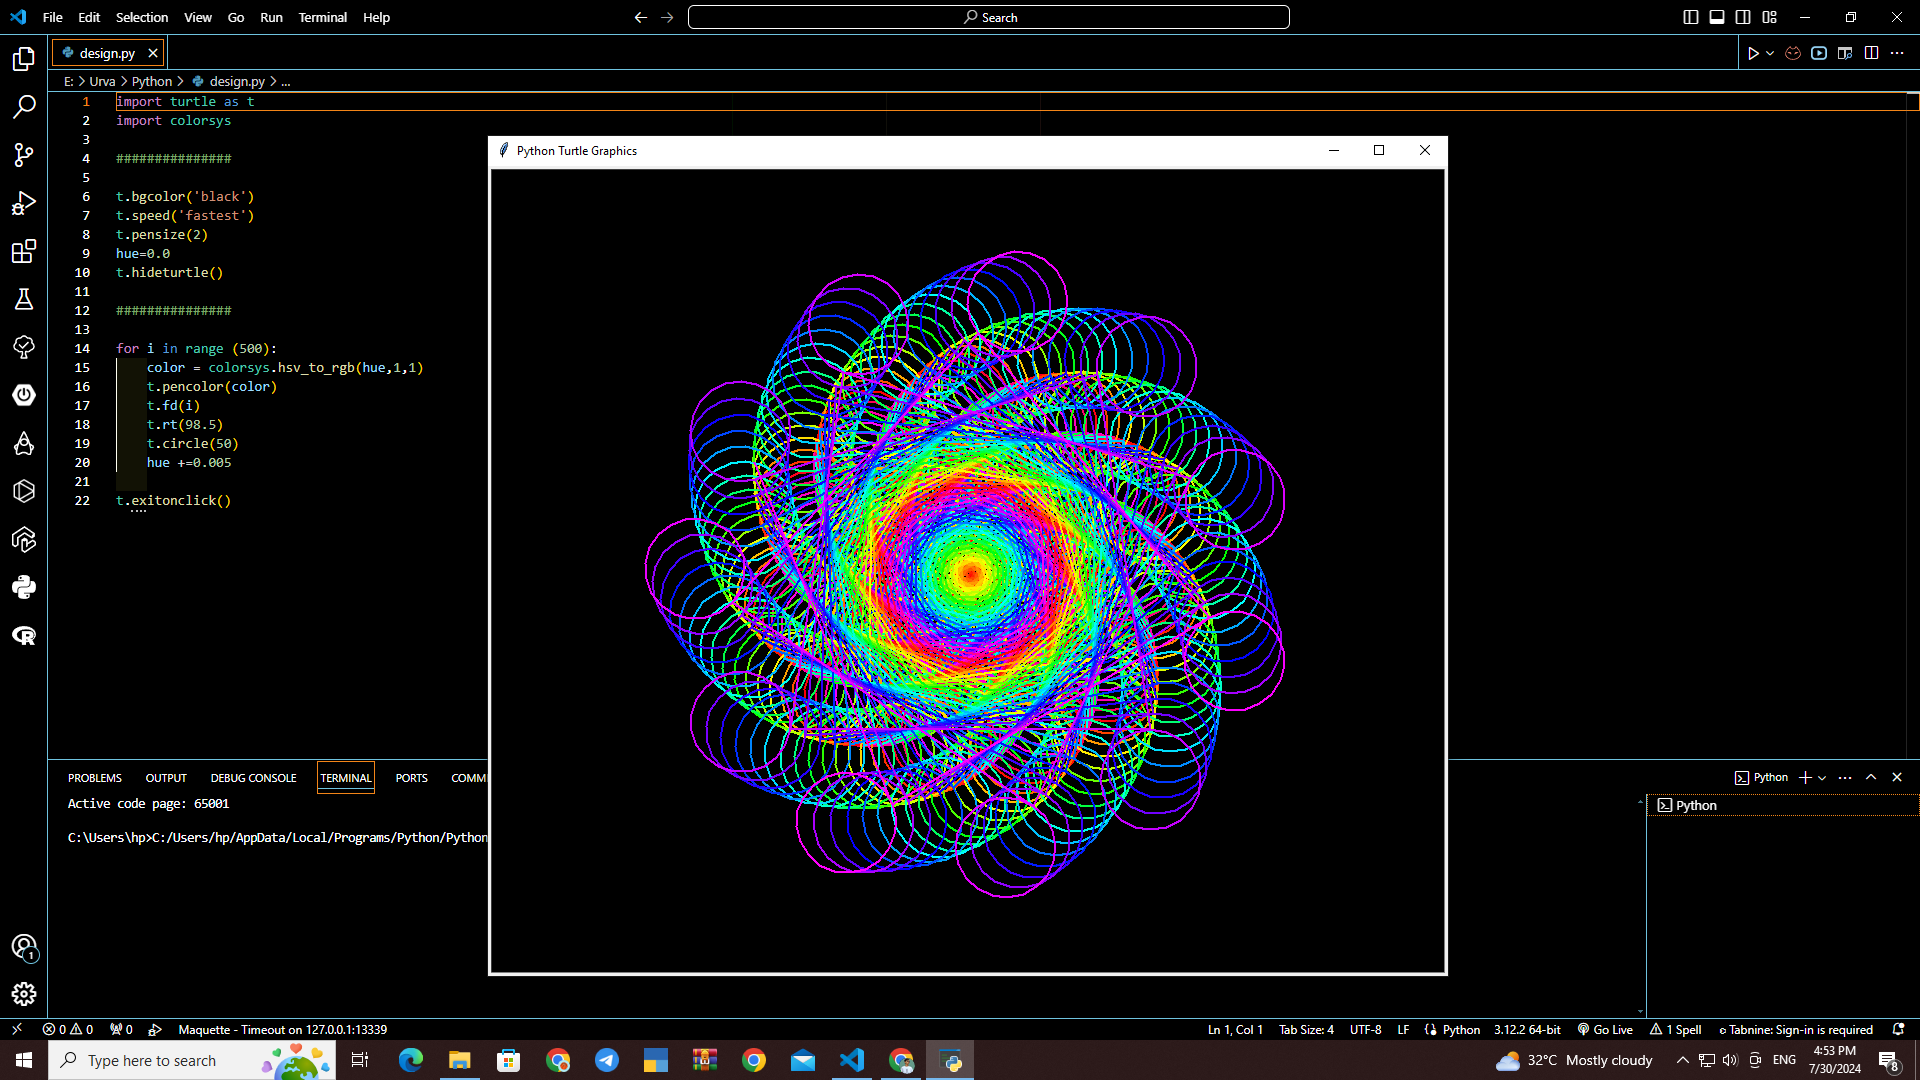 File Edit Selection View Go Run Terminal Help
Search
design.py
E: > Urva > Python > design.py > ...
1 import turtle as t
2 import colorsys
3
4 ###############
5
6 t.bgcolor('black')
7 t.speed('fastest')
8 t.pensize(2)
9 hue=0.0
10 t.hideturtle()
11
12 ###############
13
14 for i in range (500):
15 color = colorsys.hsv_to_rgb(hue,1,1)
16 t.pencolor(color)
17 t.fd(i)
18 t.rt(98.5)
19 t.circle(50)
20 hue +=0.005
21
22 t.exitonclick()
Python Turtle Graphics
PROBLEMS OUTPUT DEBUG CONSOLE TERMINAL PORTS COMM
Python
Active code page: 65001
Python
C:\Users\hp>C:/Users/hp/AppData/Local/Programs/Python/Python
1
0 0 0 Maquette - Timeout on 127.0.0.1:13339
Ln 1, Col 1 Tab Size: 4 UTF-8 LF Python 3.12.2 64-bit Go Live 1 Spell Tabnine: Sign-in is required
Type here to search
32°C Mostly cloudy
ENG
4:53 PM
7/30/2024
8